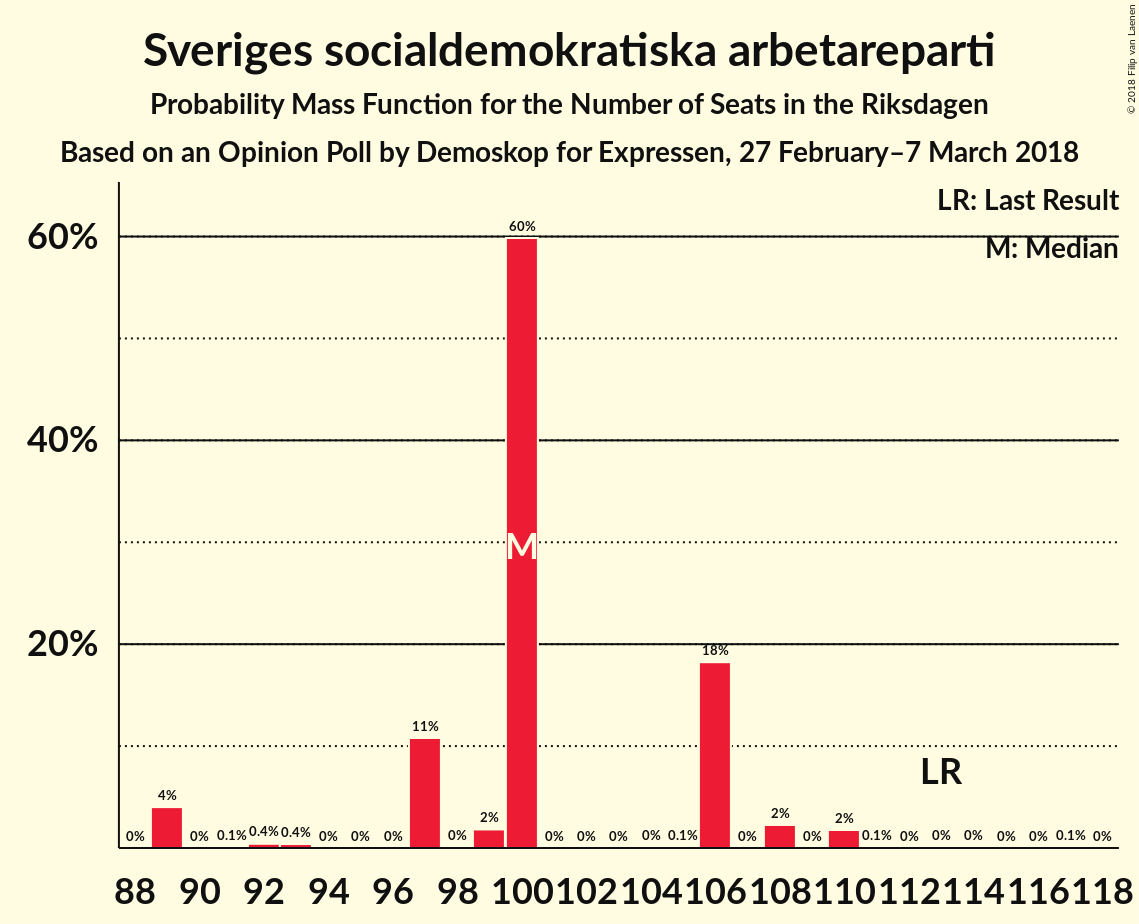 Sveriges socialdemokratiska arbetareparti
Probability Mass Function for the Number of Seats in the Riksdagen
Based on an Opinion Poll by Demoskop for Expressen, 27 February–7 March 2018
© 2018 Filip van Laenen
LR: Last Result
M: Median
60%
40%
20%
0% 4% 0% 0.1% 0.4% 0.4% 0% 0% 0% 11% 0% 2% 60% 0% 0% 0% 0% 0.1% 18% 0% 2% 0% 2% 0.1% 0% 0% 0% 0% 0% 0.1% 0%
M
LR
88 90 92 94 96 98 100 102 104 106 108 110 112 114 116 118